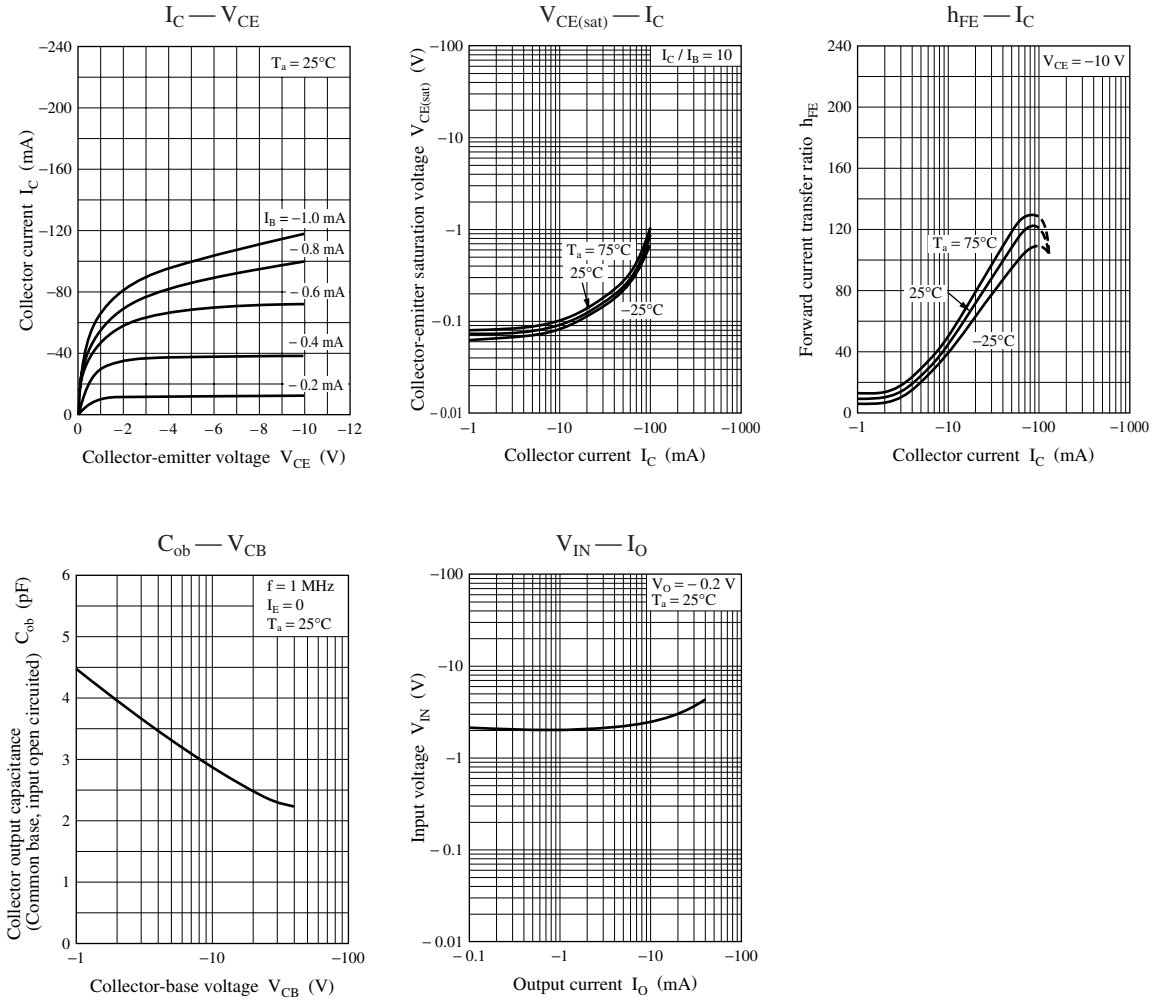 I_C — V_CE
−240
−200
−160
−120
−80
−40
0
0 −2 −4 −6 −8 −10 −12
T_a = 25°C
I_B = −1.0 mA
− 0.8 mA
− 0.6 mA
− 0.4 mA
− 0.2 mA
Collector current I_C (mA)
Collector-emitter voltage V_CE (V)
V_CE(sat) — I_C
−100
−10
−1
− 0.1
− 0.01
−1 −10 −100 −1 000
I_C / I_B = 10
T_a = 75°C
25°C
−25°C
Collector-emitter saturation voltage V_CE(sat) (V)
Collector current I_C (mA)
h_FE — I_C
240
200
160
120
80
40
0
−1 −10 −100 −1 000
V_CE = −10 V
T_a = 75°C
25°C
−25°C
Forward current transfer ratio h_FE
Collector current I_C (mA)
C_ob — V_CB
6
5
4
3
2
1
0
−1 −10 −100
f = 1 MHz
I_E = 0
T_a = 25°C
Collector output capacitance C_ob (pF)
(Common base, input open circuited)
Collector-base voltage V_CB (V)
V_IN — I_O
−100
−10
−1
− 0.1
− 0.01
− 0.1 −1 −10 −100
V_O = − 0.2 V
T_a = 25°C
Input voltage V_IN (V)
Output current I_O (mA)